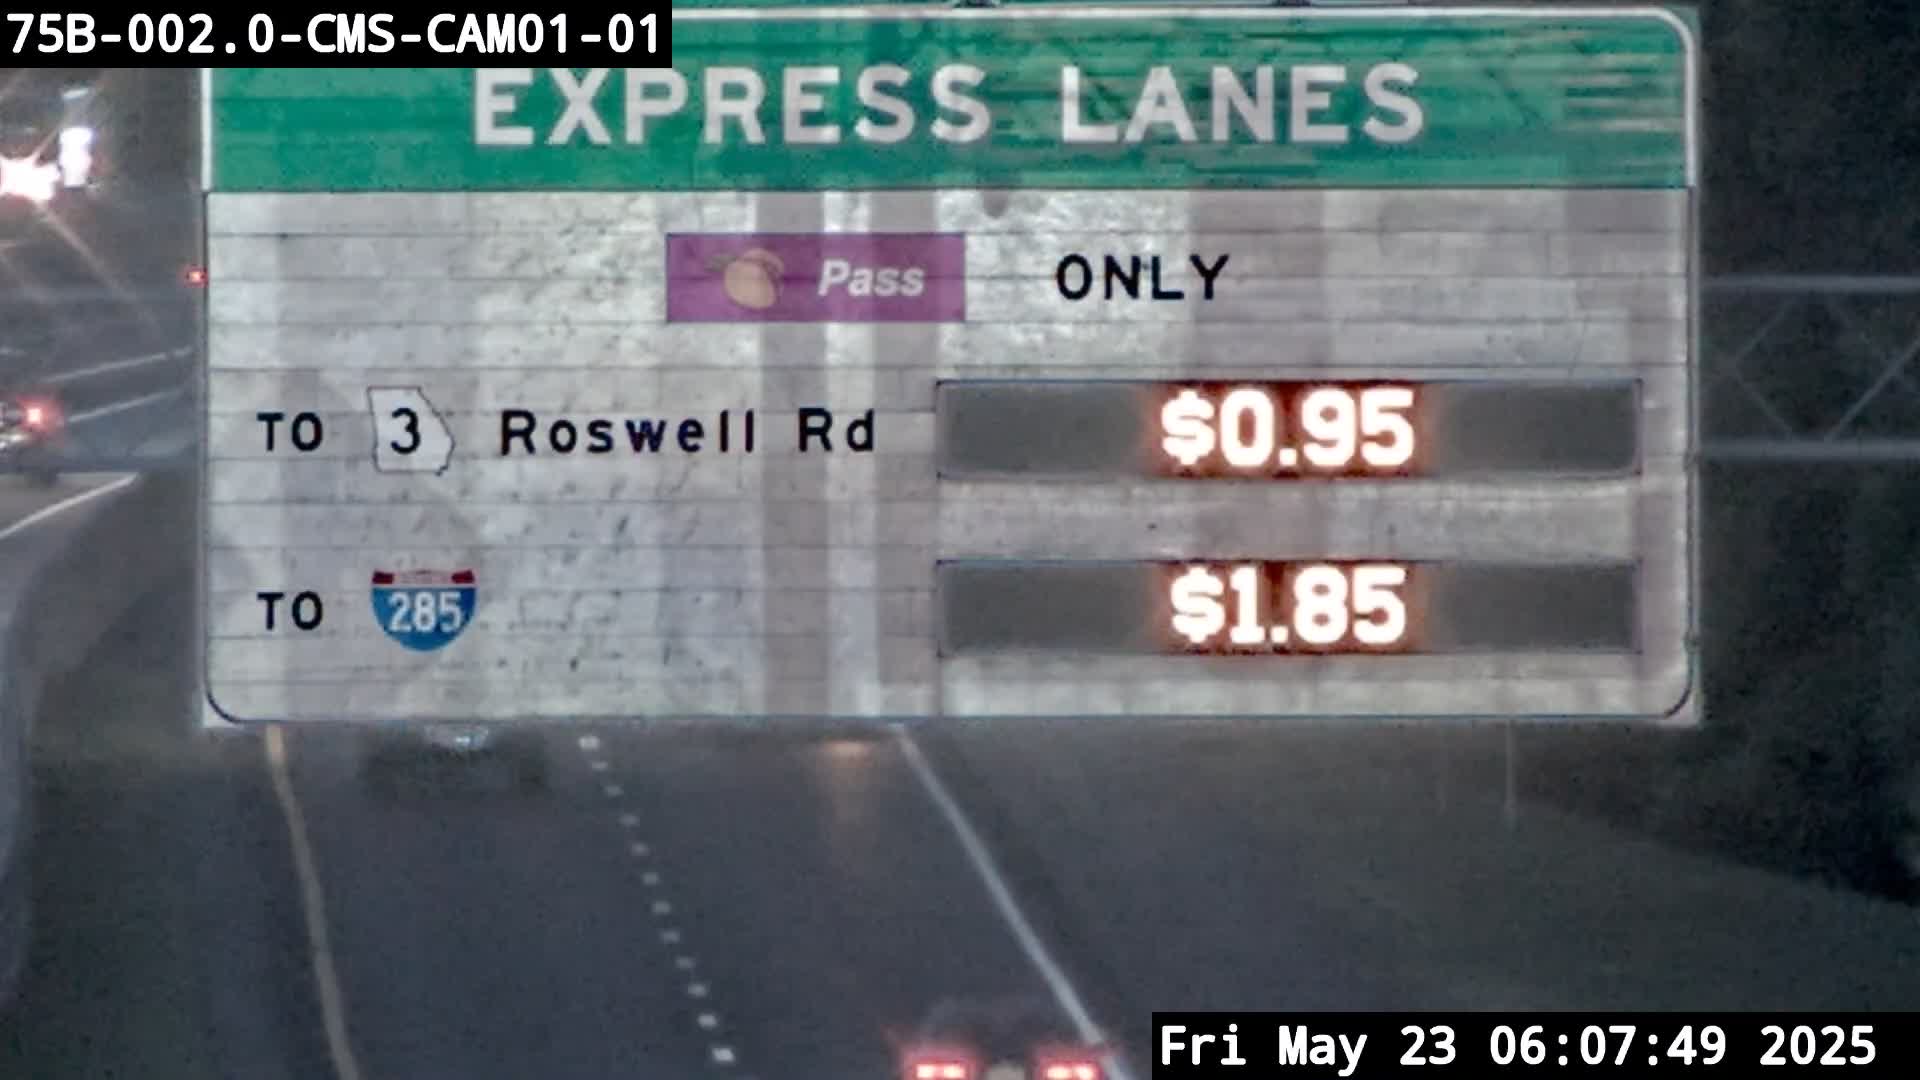 75B-002.0-CMS-CAM01-01
EXPRESS LANES
Pass ONLY
TO 3 Roswell Rd $0.95
TO 285 $1.85
Fri May 23 06:07:49 2025